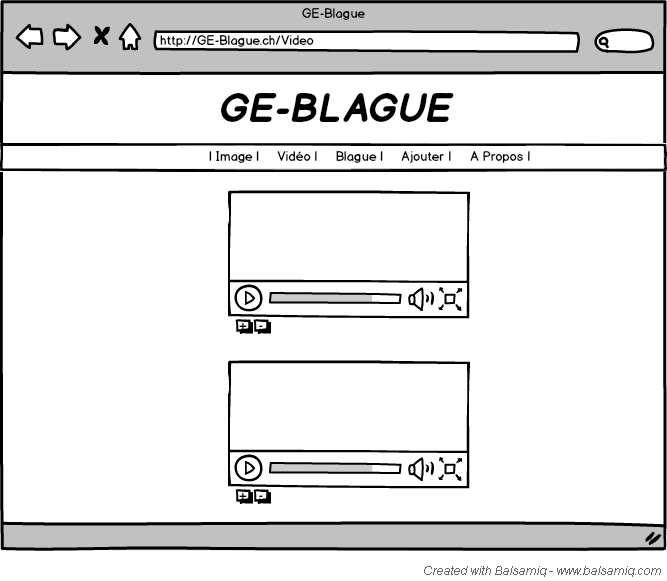 GE-Blague
http://GE-Blague.ch/Video
GE-BLAGUE
| Image | Vidéo | Blague | Ajouter | A Propos |
+ -
+ -
Created with Balsamiq - www.balsamiq.com